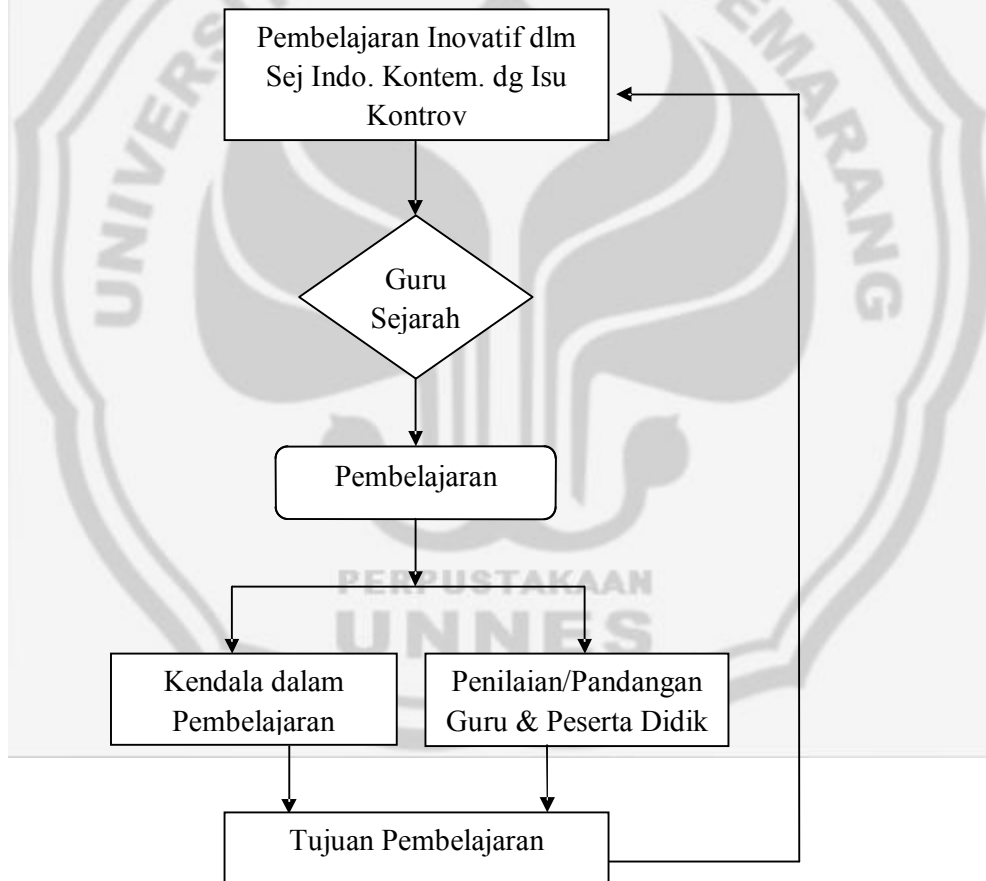 Pembelajaran Inovatif dlm
Sej Indo. Kontem. dg Isu
Kontrov
Guru
Sejarah
Pembelajaran
PERPUSTAKAAN
UNNES
Kendala dalam
Pembelajaran
Penilaian/Pandangan
Guru & Peserta Didik
Tujuan Pembelajaran